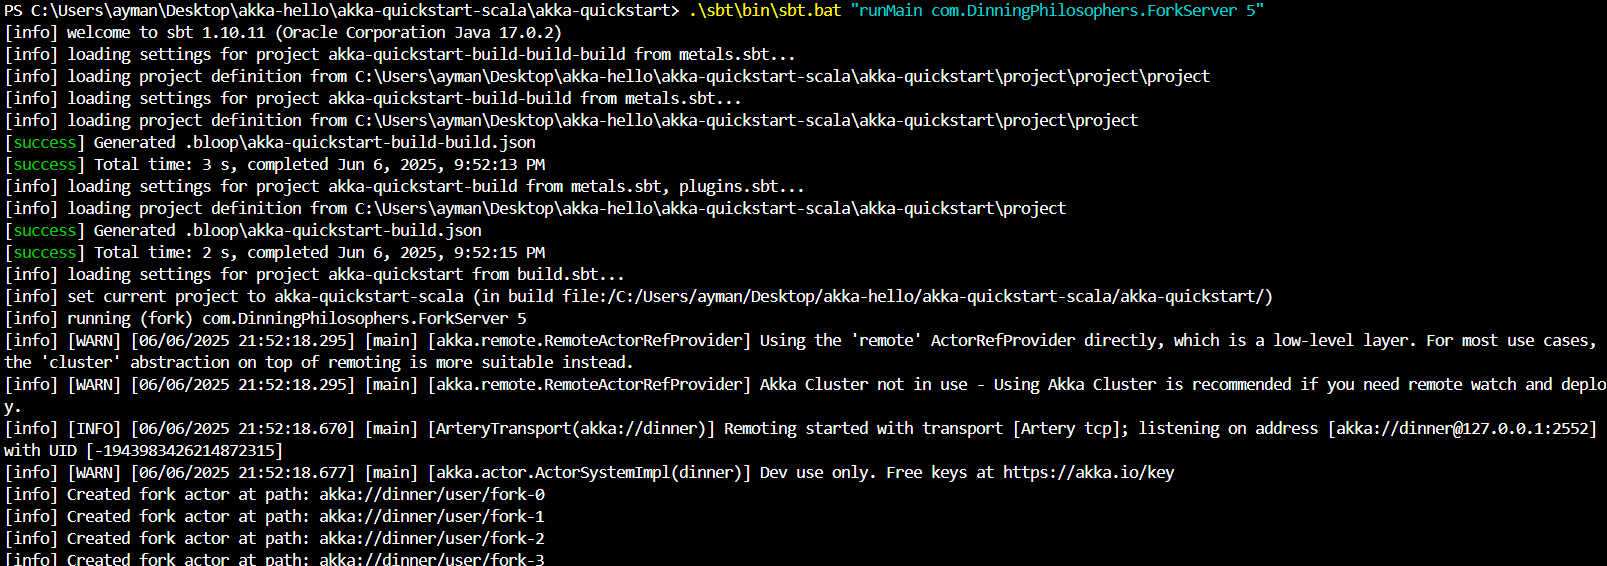 PS C:\Users\ayman\Desktop\akka-hello\akka-quickstart-scala\akka-quickstart> .\sbt\bin\sbt.bat "runMain com.DinningPhilosophers.ForkServer 5"
[info] welcome to sbt 1.10.11 (Oracle Corporation Java 17.0.2)
[info] loading settings for project akka-quickstart-build-build-build from metals.sbt...
[info] loading project definition from C:\Users\ayman\Desktop\akka-hello\akka-quickstart-scala\akka-quickstart\project\project\project
[info] loading settings for project akka-quickstart-build-build from metals.sbt...
[info] loading project definition from C:\Users\ayman\Desktop\akka-hello\akka-quickstart-scala\akka-quickstart\project\project
[success] Generated .bloop\akka-quickstart-build-build.json
[success] Total time: 3 s, completed Jun 6, 2025, 9:52:13 PM
[info] loading settings for project akka-quickstart-build from metals.sbt, plugins.sbt...
[info] loading project definition from C:\Users\ayman\Desktop\akka-hello\akka-quickstart-scala\akka-quickstart\project
[success] Generated .bloop\akka-quickstart-build.json
[success] Total time: 2 s, completed Jun 6, 2025, 9:52:15 PM
[info] loading settings for project akka-quickstart from build.sbt...
[info] set current project to akka-quickstart-scala (in build file:/C:/Users/ayman/Desktop/akka-hello/akka-quickstart-scala/akka-quickstart/)
[info] running (fork) com.DinningPhilosophers.ForkServer 5
[info] [WARN] [06/06/2025 21:52:18.295] [main] [akka.remote.RemoteActorRefProvider] Using the 'remote' ActorRefProvider directly, which is a low-level layer. For most use cases,
the 'cluster' abstraction on top of remoting is more suitable instead.
[info] [WARN] [06/06/2025 21:52:18.295] [main] [akka.remote.RemoteActorRefProvider] Akka Cluster not in use - Using Akka Cluster is recommended if you need remote watch and deplo
y.
[info] [INFO] [06/06/2025 21:52:18.670] [main] [ArteryTransport(akka://dinner)] Remoting started with transport [Artery tcp]; listening on address [akka://dinner@127.0.0.1:2552]
with UID [-1943983426214872315]
[info] [WARN] [06/06/2025 21:52:18.677] [main] [akka.actor.ActorSystemImpl(dinner)] Dev use only. Free keys at https://akka.io/key
[info] Created fork actor at path: akka://dinner/user/fork-0
[info] Created fork actor at path: akka://dinner/user/fork-1
[info] Created fork actor at path: akka://dinner/user/fork-2
[info] Created fork actor at path: akka://dinner/user/fork-3